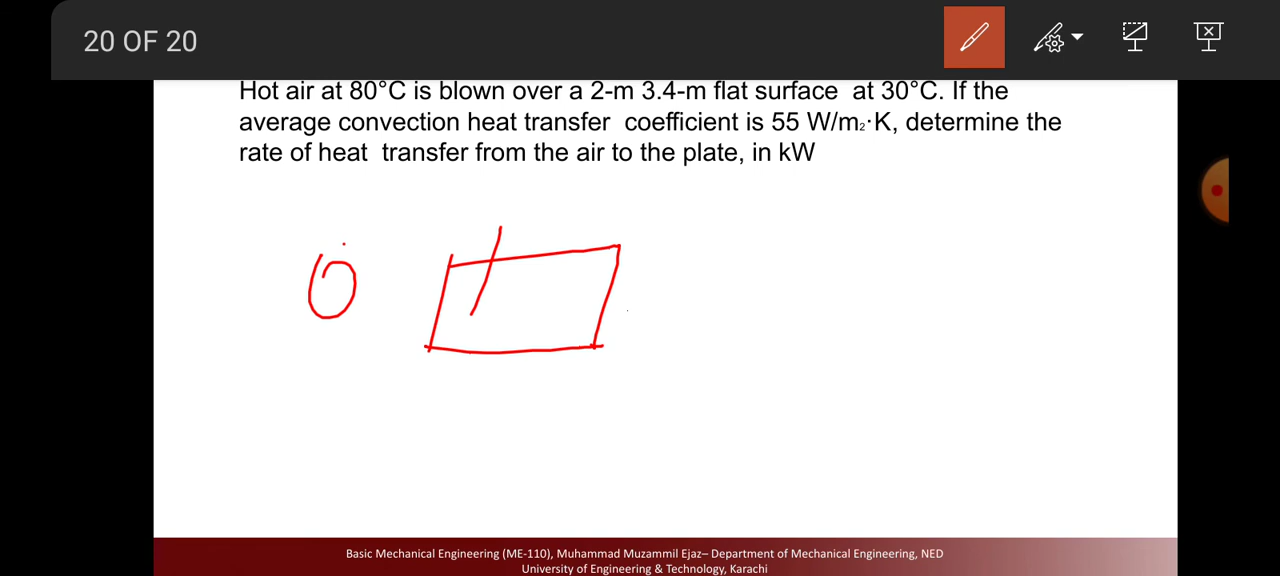 20 OF 20
Hot air at 80°C is blown over a 2-m 3.4-m flat surface at 30°C. If the
average convection heat transfer coefficient is 55 W/m₂·K, determine the
rate of heat transfer from the air to the plate, in kW
Basic Mechanical Engineering (ME-110), Muhammad Muzammil Ejaz– Department of Mechanical Engineering, NED
University of Engineering & Technology, Karachi